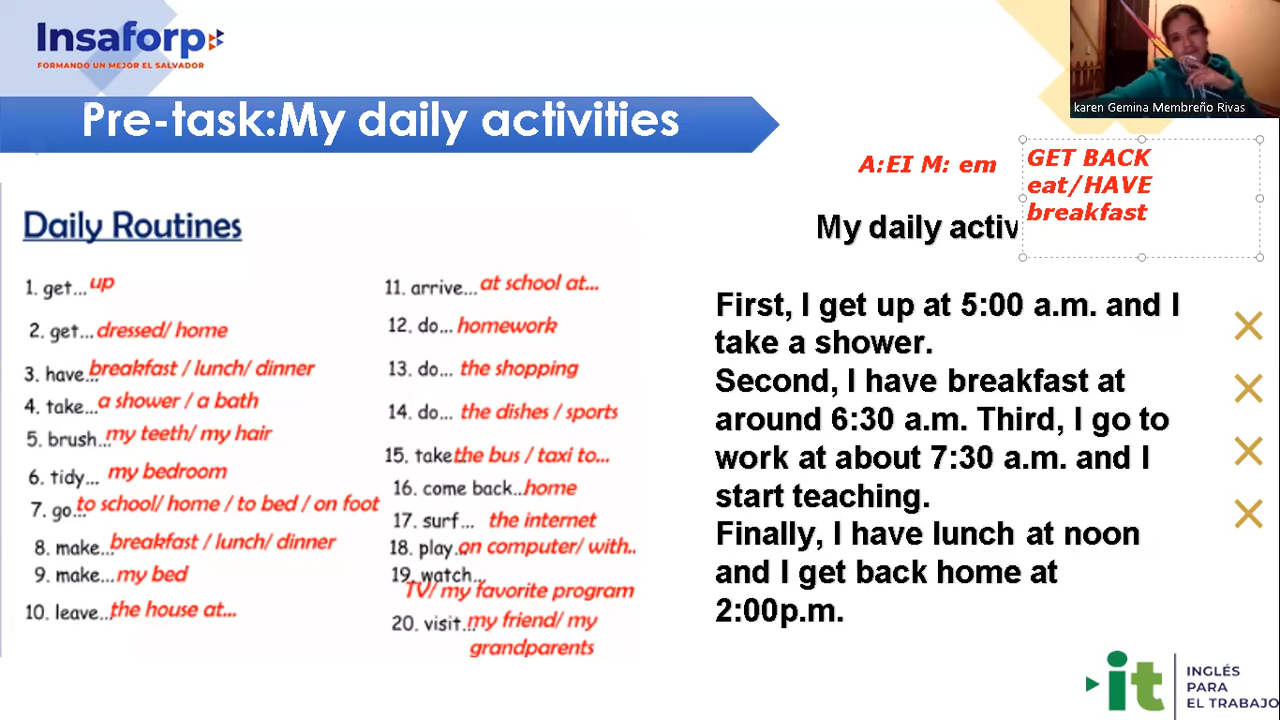 Insaforp
FORMANDO UN MEJOR EL SALVADOR
Pre-task:My daily activities
karen Gemina Membreño Rivas
A:EI M: em
GET BACK
eat/HAVE
breakfast
My daily activ
Daily Routines
1. get... up
2. get... dressed/ home
3. have... breakfast / lunch/ dinner
4. take... a shower / a bath
5. brush... my teeth/ my hair
6. tidy... my bedroom
7. go... to school/ home / to bed / on foot
8. make... breakfast / lunch/ dinner
9. make... my bed
10. leave... the house at...
11. arrive... at school at...
12. do... homework
13. do... the shopping
14. do... the dishes / sports
15. take... the bus / taxi to...
16. come back... home
17. surf... the internet
18. play... on computer/ with..
19. watch...
TV/ my favorite program
20. visit... my friend/ my
grandparents
First, I get up at 5:00 a.m. and I
take a shower.
Second, I have breakfast at
around 6:30 a.m. Third, I go to
work at about 7:30 a.m. and I
start teaching.
Finally, I have lunch at noon
and I get back home at
2:00p.m.
it
INGLÉS
PARA
EL TRABAJO